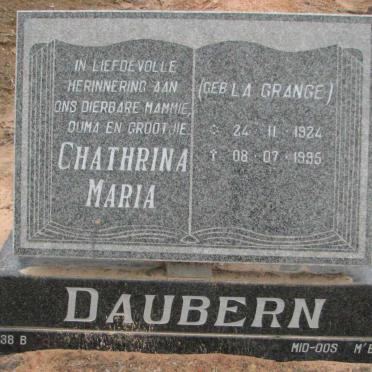 IN LIEFDEVOLLE
HERINNERING AAN
ONS DIERBARE MAMMIE,
OUMA EN GROOTJIE
CHATHRINA
MARIA
(GEB LA GRANGE)
24 · 11 · 1924
08 · 07 · 1995
DAUBERN
38 B
MID-OOS